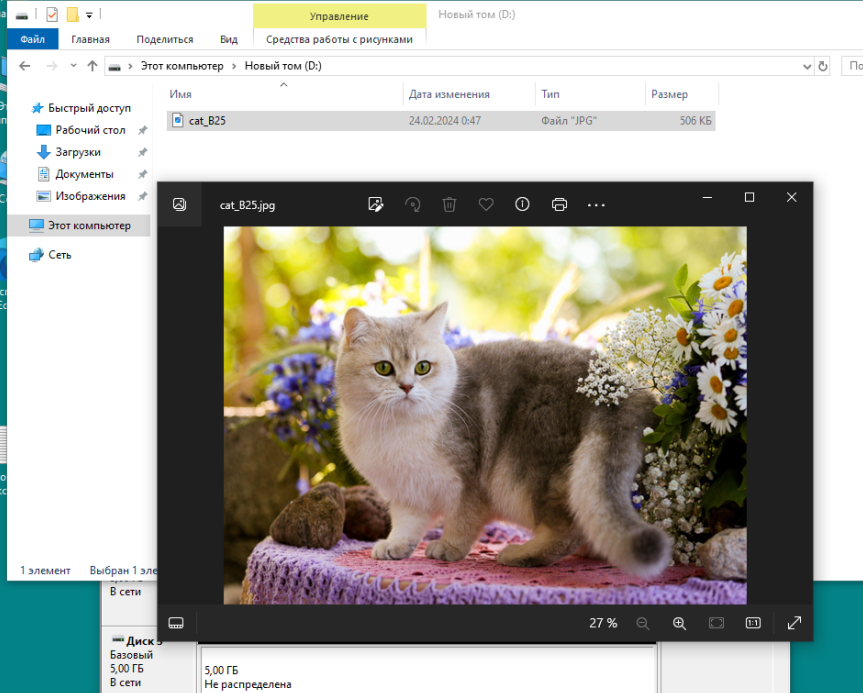 Управление
Новый том (D:)
Файл
Главная
Поделиться
Вид
Средства работы с рисунками
Этот компьютер
Новый том (D:)
Имя
Дата изменения
Тип
Размер
Быстрый доступ
cat_B25
24.02.2024 0:47
Файл "JPG"
506 КБ
Рабочий стол
Загрузки
Документы
Изображения
cat_B25.jpg
Этот компьютер
Сеть
1 элемент
Выбран 1
В сети
27 %
1:1
Диск
Базовый
5,00 ГБ
В сети
5,00 ГБ
Не распределена